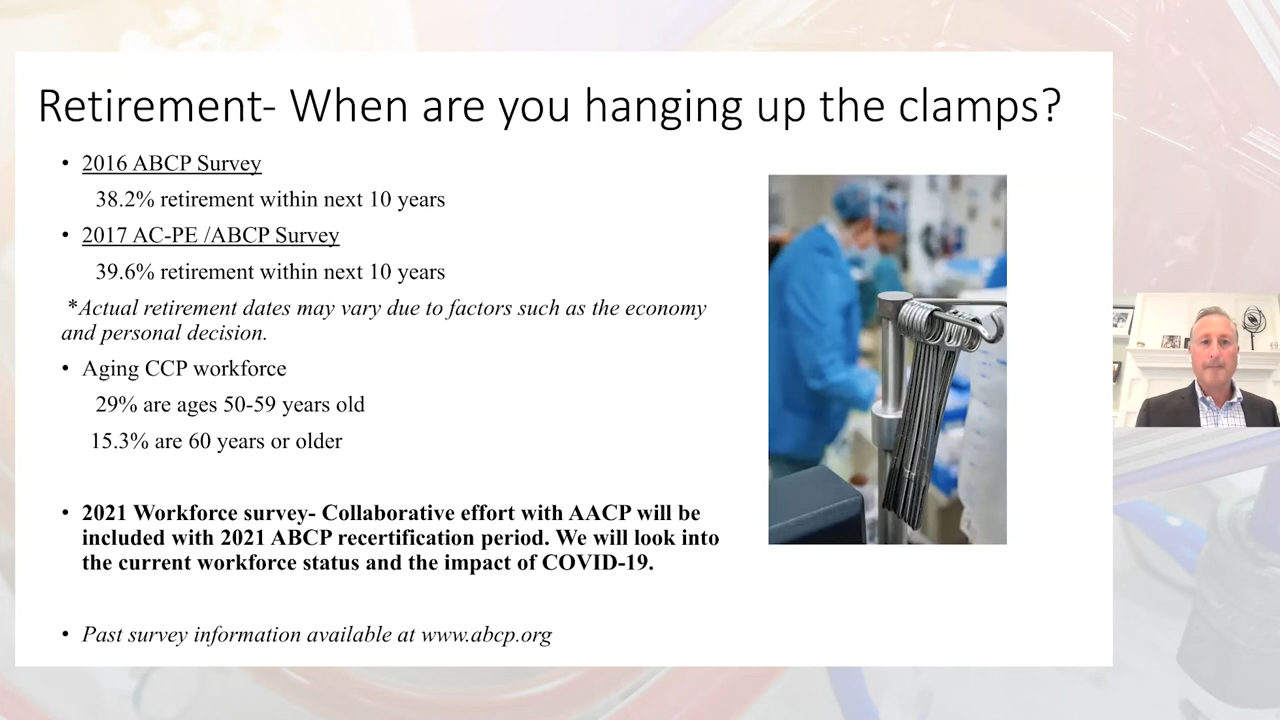 Retirement- When are you hanging up the clamps?
• 2016 ABCP Survey
38.2% retirement within next 10 years
• 2017 AC-PE /ABCP Survey
39.6% retirement within next 10 years
*Actual retirement dates may vary due to factors such as the economy
and personal decision.
• Aging CCP workforce
29% are ages 50-59 years old
15.3% are 60 years or older
• 2021 Workforce survey- Collaborative effort with AACP will be
included with 2021 ABCP recertification period. We will look into
the current workforce status and the impact of COVID-19.
• Past survey information available at www.abcp.org